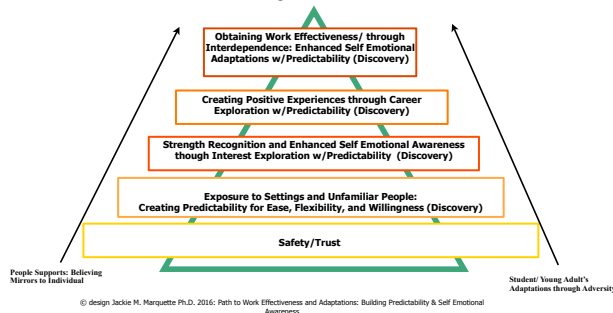 Obtaining Work Effectiveness/ through
Interdependence: Enhanced Self Emotional
Adaptations w/Predictability (Discovery)
Creating Positive Experiences through Career
Exploration w/Predictability (Discovery)
Strength Recognition and Enhanced Self Emotional Awareness
though Interest Exploration w/Predictability (Discovery)
Exposure to Settings and Unfamiliar People:
Creating Predictability for Ease, Flexibility, and Willingness (Discovery)
Safety/Trust
People Supports: Believing
Mirrors to Individual
Student/ Young Adult's
Adaptations through Adversity
© design Jackie M. Marquette Ph.D. 2016: Path to Work Effectiveness and Adaptations: Building Predictability & Self Emotional
Awareness